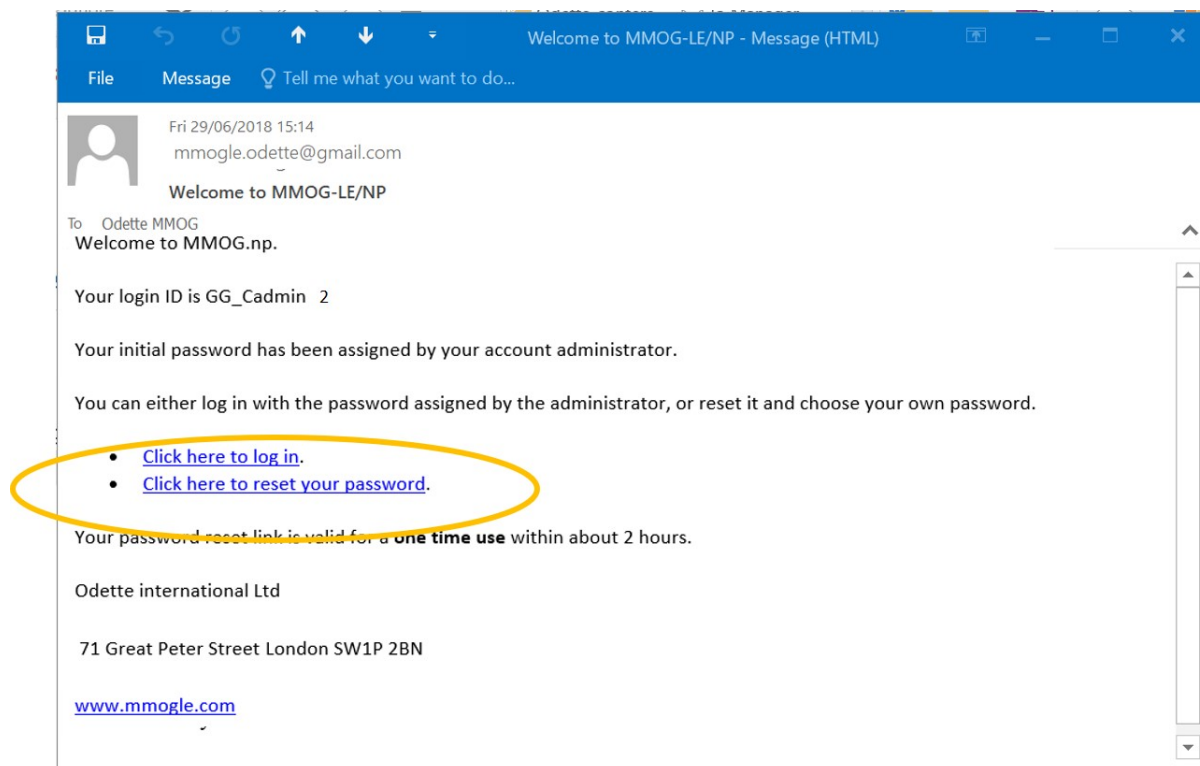 Welcome to MMOG-LE/NP - Message (HTML)
File Message Tell me what you want to do...
Fri 29/06/2018 15:14
mmogle.odette@gmail.com
Welcome to MMOG-LE/NP
To Odette MMOG
Welcome to MMOG.np.
Your login ID is GG_Cadmin 2
Your initial password has been assigned by your account administrator.
You can either log in with the password assigned by the administrator, or reset it and choose your own password.
• Click here to log in.
• Click here to reset your password.
Your password reset link is valid for a one time use within about 2 hours.
Odette international Ltd
71 Great Peter Street London SW1P 2BN
www.mmogle.com